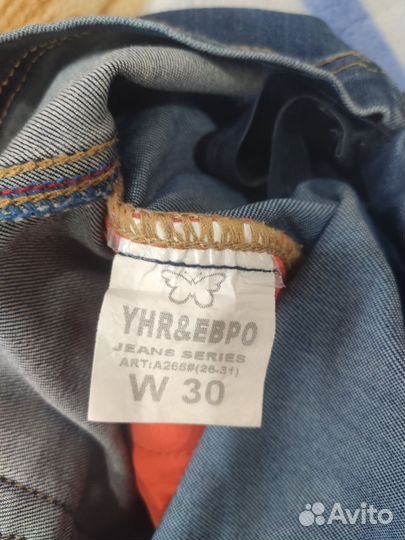 YHR&EBPO
JEANS SERIES
ART:A265#(26-31)
W 30
Avito